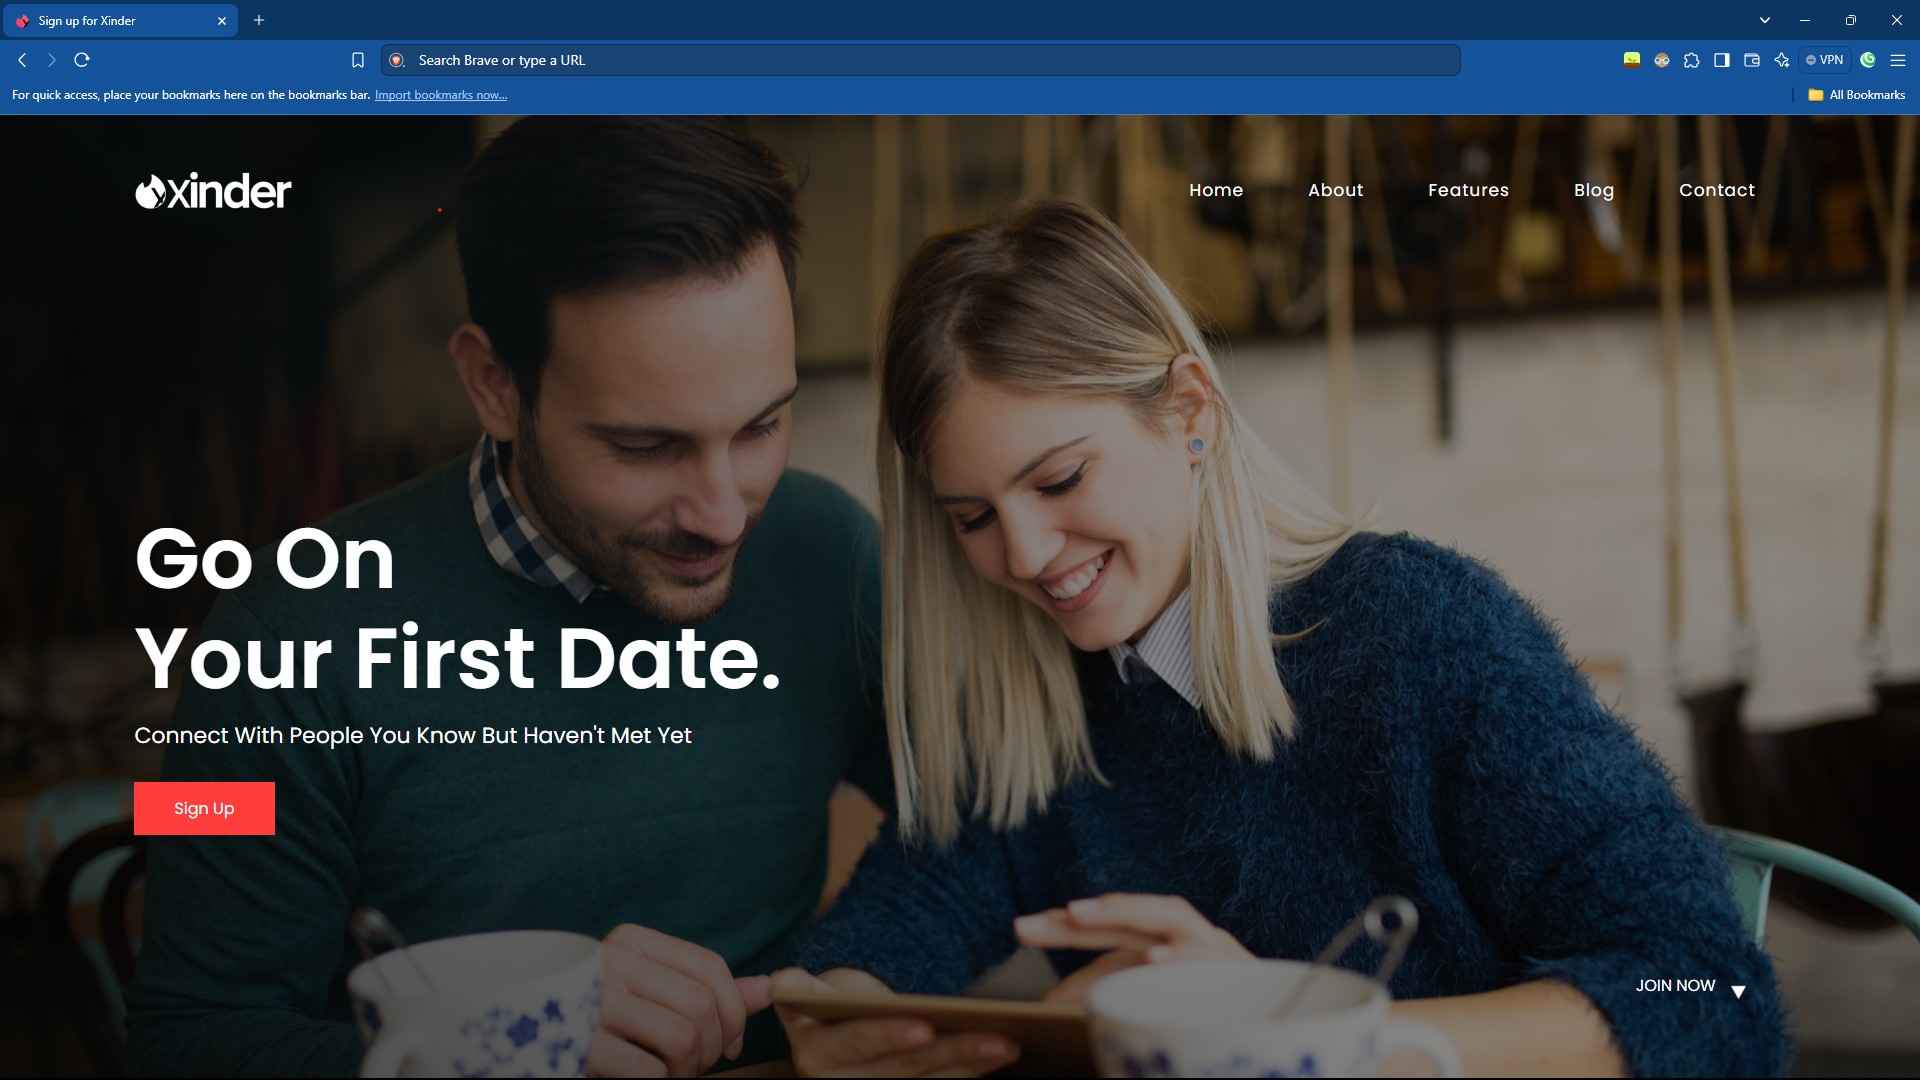 Sign up for Xinder
Search Brave or type a URL
VPN
For quick access, place your bookmarks here on the bookmarks bar. Import bookmarks now...
All Bookmarks
xinder
Home
About
Features
Blog
Contact
Go On
Your First Date.
Connect With People You Know But Haven't Met Yet
Sign Up
JOIN NOW